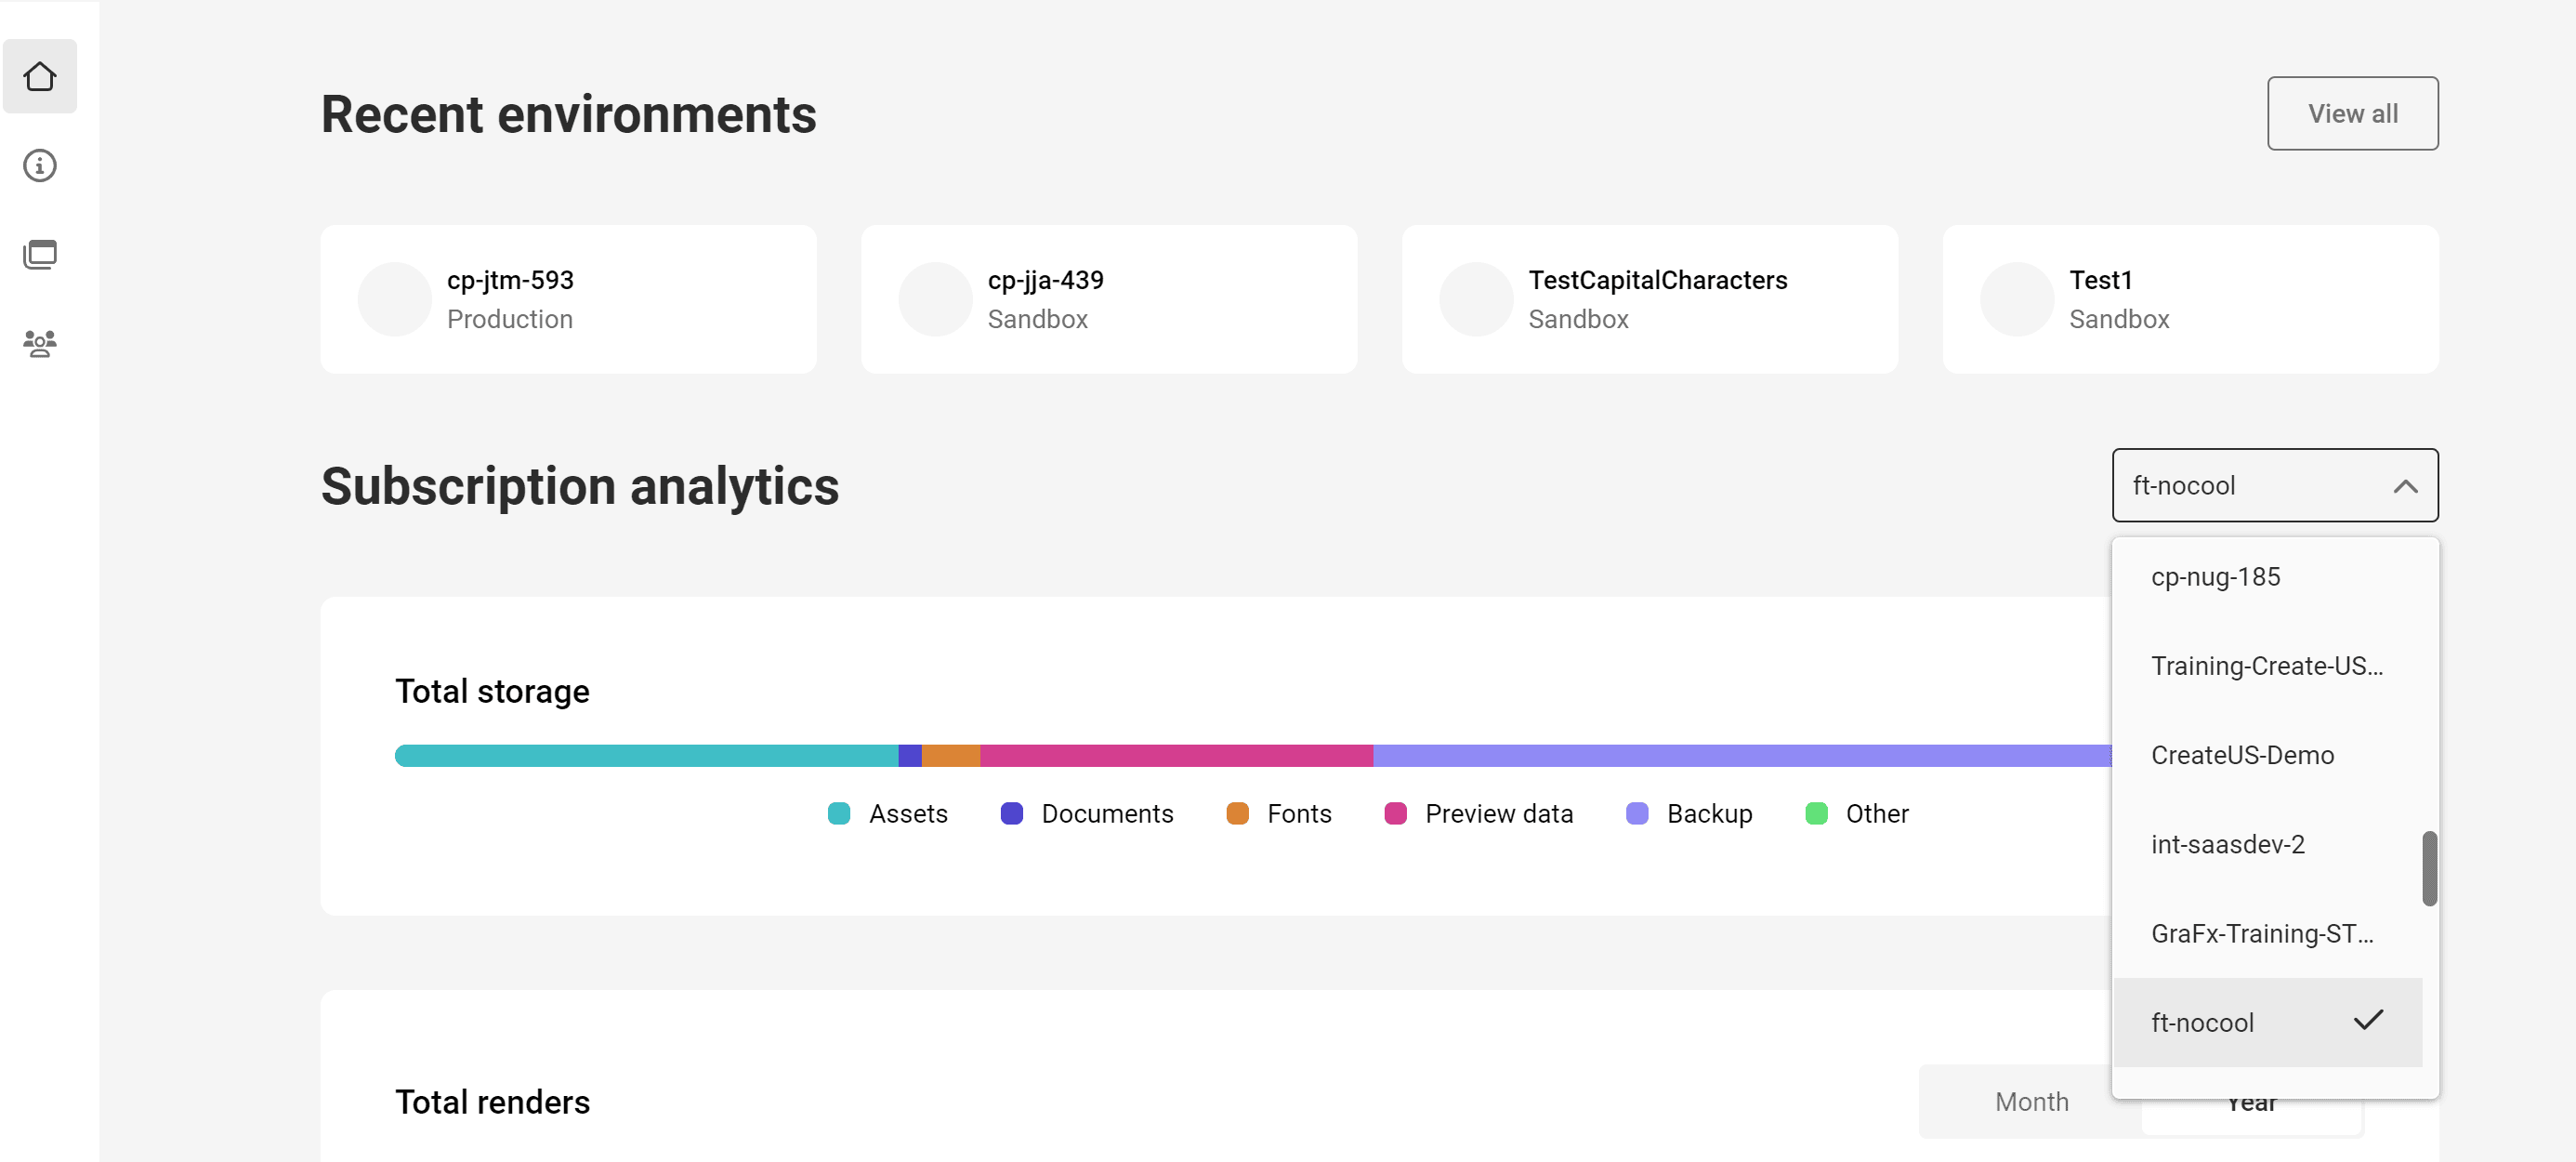 Recent environments
View all
cp-jtm-593
Production
cp-jja-439
Sandbox
TestCapitalCharacters
Sandbox
Test1
Sandbox
Subscription analytics
ft-nocool
cp-nug-185
Training-Create-US...
CreateUS-Demo
int-saasdev-2
GraFx-Training-ST...
ft-nocool
Total storage
Assets
Documents
Fonts
Preview data
Backup
Other
Total renders
Month
Year